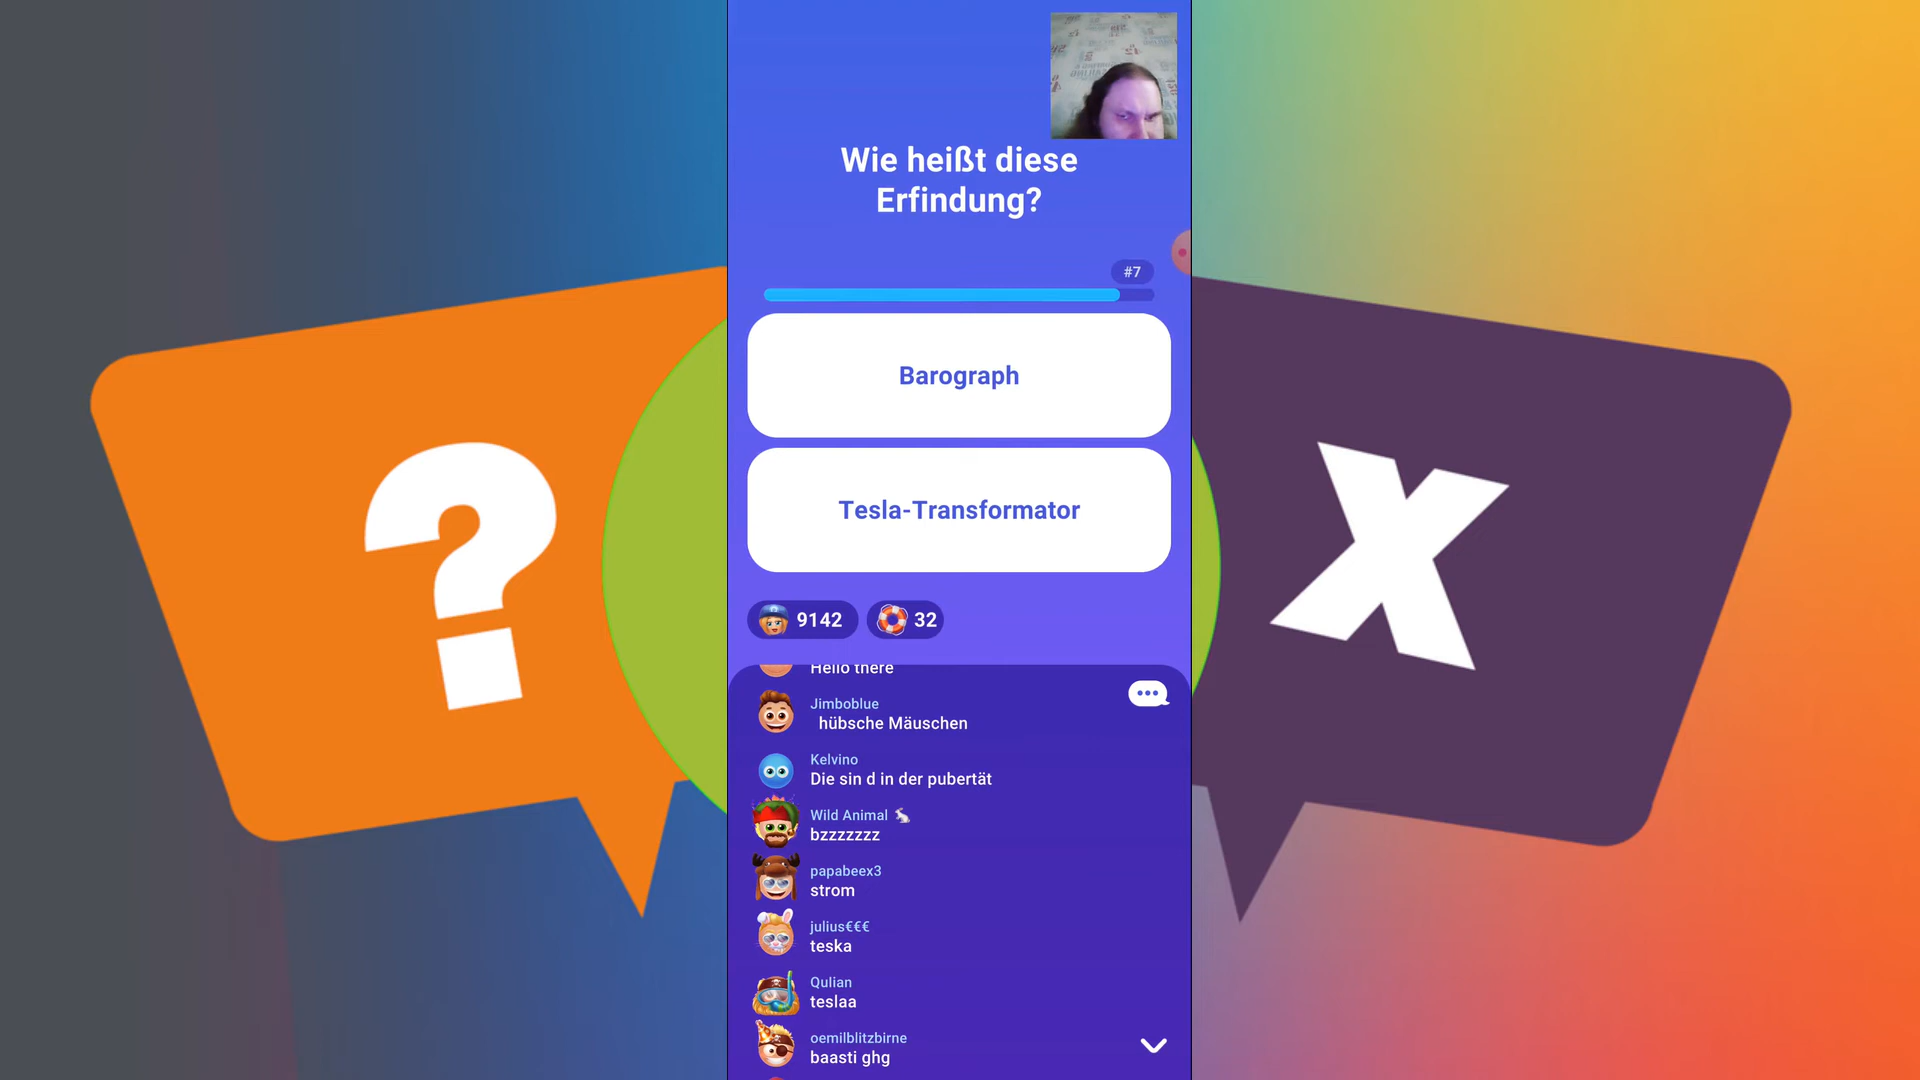 Wie heißt diese
Erfindung?
#7
Barograph
Tesla-Transformator
9142
32
Hello there
Jimboblue
hübsche Mäuschen
Kelvino
Die sin d in der pubertät
Wild Animal
bzzzzzzz
papabeex3
strom
julius€€€
teska
Qulian
teslaa
oemilblitzbirne
baasti ghg
?
X